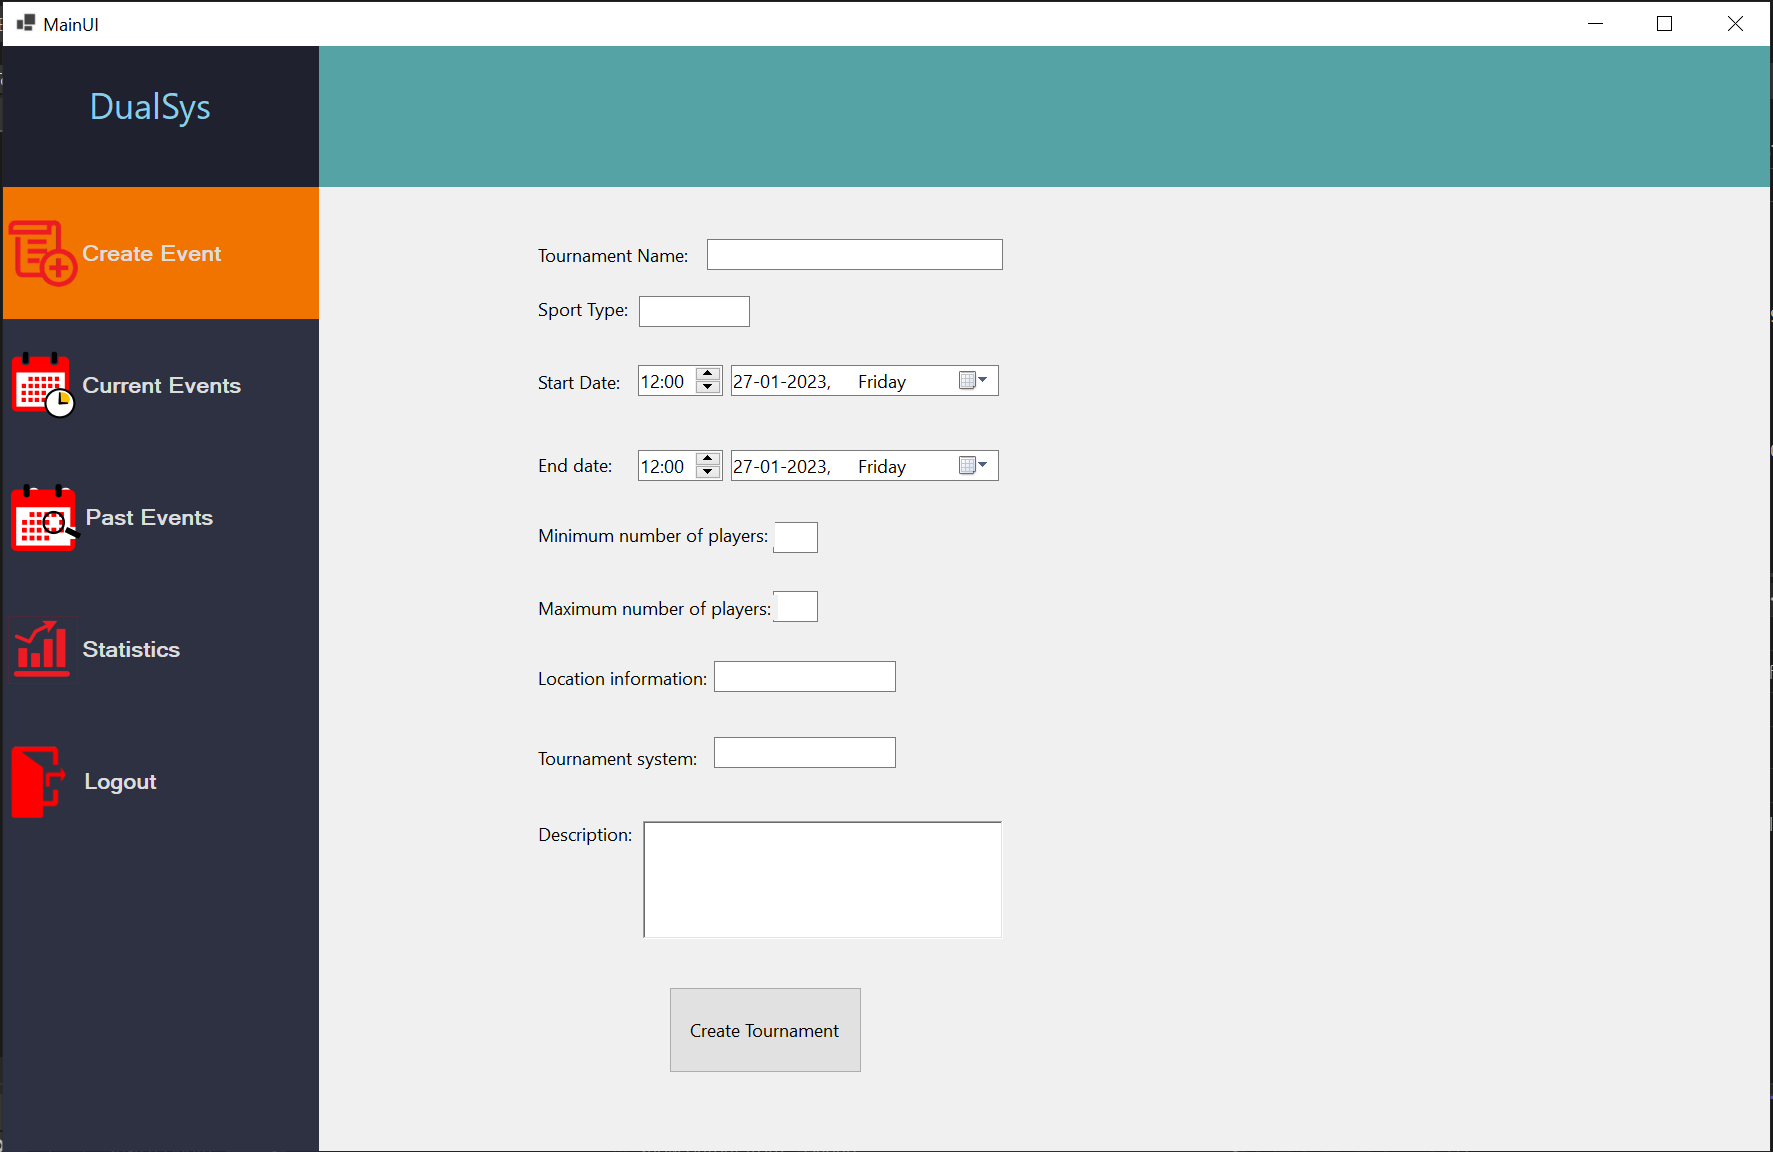 MainUI
DualSys
Create Event
Current Events
Past Events
Statistics
Logout
Tournament Name:
Sport Type:
Start Date: 12:00 27-01-2023, Friday
End date: 12:00 27-01-2023, Friday
Minimum number of players:
Maximum number of players:
Location information:
Tournament system:
Description:
Create Tournament